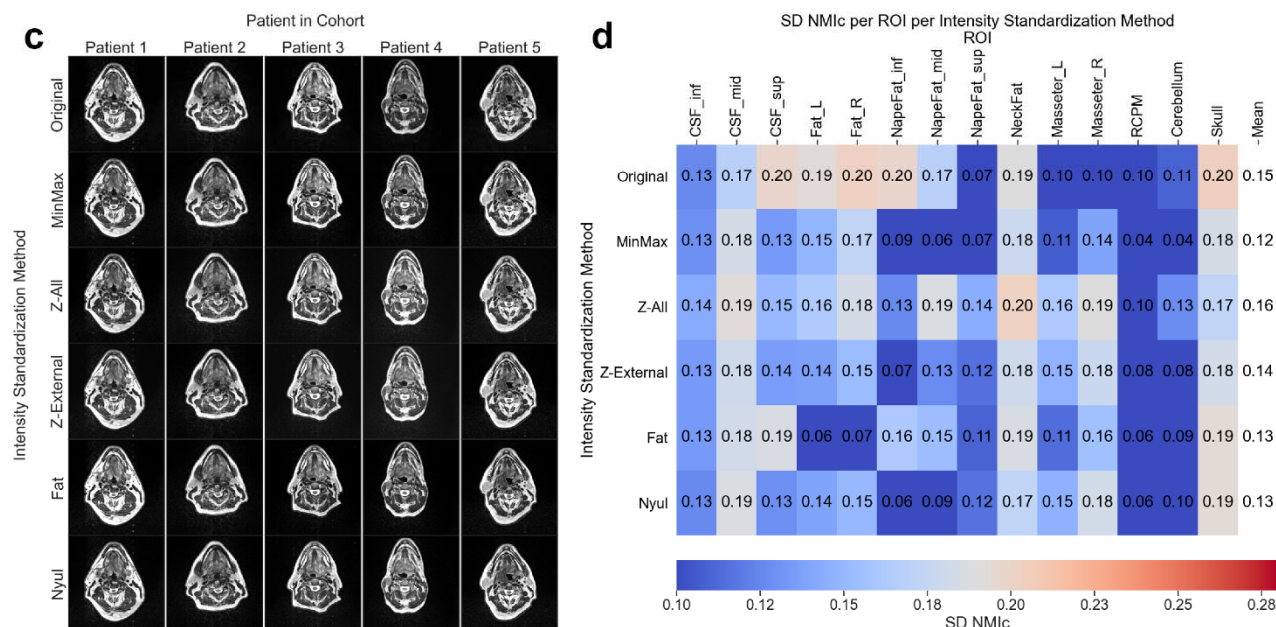 c
Patient in Cohort
Patient 1 Patient 2 Patient 3 Patient 4 Patient 5
Intensity Standardization Method
Original
MinMax
Z-All
Z-External
Fat
Nyul
d
SD NMIc per ROI per Intensity Standardization Method
ROI
CSF_inf CSF_mid CSF_sup Fat_L Fat_R NapeFat_inf NapeFat_mid NapeFat_sup NeckFat Masseter_L Masseter_R RCPM Cerebellum Skull Mean
Intensity Standardization Method
Original 0.13 0.17 0.20 0.19 0.20 0.20 0.17 0.07 0.19 0.10 0.10 0.10 0.11 0.20 0.15
MinMax 0.13 0.18 0.13 0.15 0.17 0.09 0.06 0.07 0.18 0.11 0.14 0.04 0.04 0.18 0.12
Z-All 0.14 0.19 0.15 0.16 0.18 0.13 0.19 0.14 0.20 0.16 0.19 0.10 0.13 0.17 0.16
Z-External 0.13 0.18 0.14 0.14 0.15 0.07 0.13 0.12 0.18 0.15 0.18 0.08 0.08 0.18 0.14
Fat 0.13 0.18 0.19 0.06 0.07 0.16 0.15 0.11 0.19 0.11 0.16 0.06 0.09 0.19 0.13
Nyul 0.13 0.19 0.13 0.14 0.15 0.06 0.09 0.12 0.17 0.15 0.18 0.06 0.10 0.19 0.13
0.10 0.12 0.15 0.18 0.20 0.23 0.25 0.28
SD NMIc